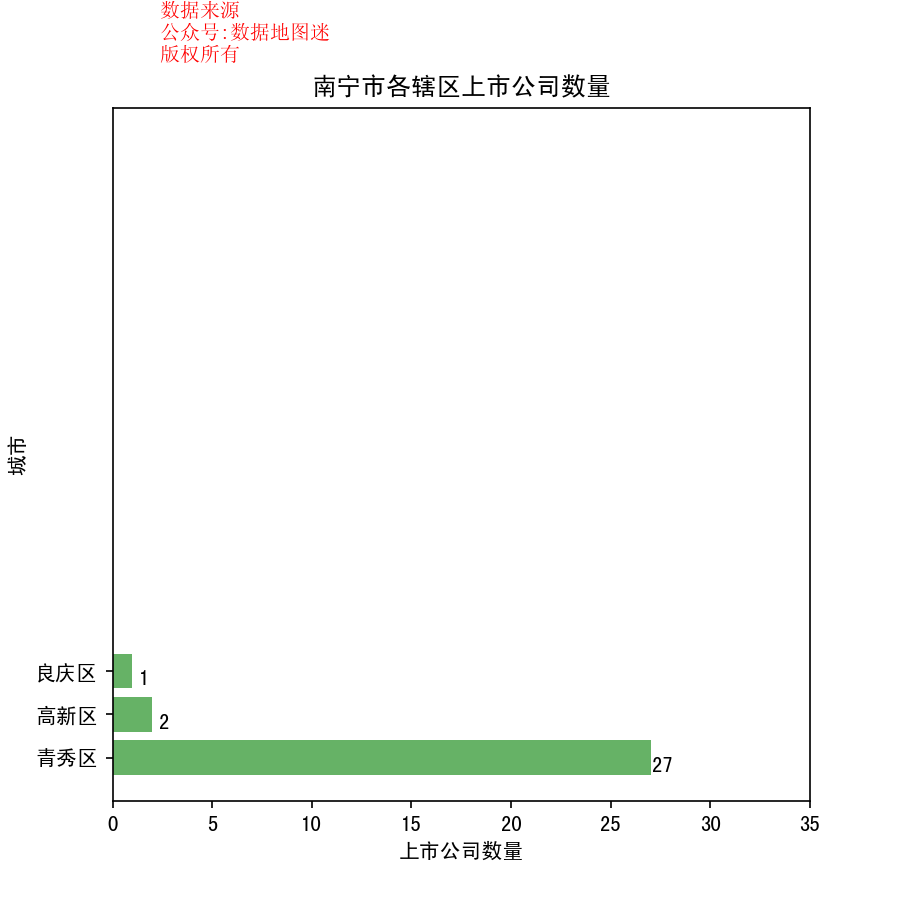 数据来源
公众号:数据地图迷
版权所有
南宁市各辖区上市公司数量
城市
良庆区
1
高新区
2
青秀区
27
0 5 10 15 20 25 30 35
上市公司数量